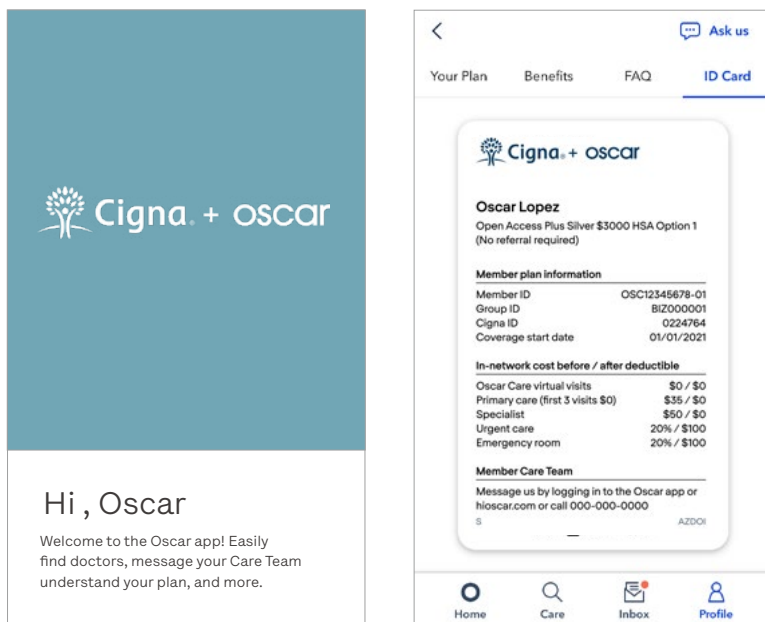 Cigna. + oscar
Hi, Oscar
Welcome to the Oscar app! Easily
find doctors, message your Care Team
understand your plan, and more.
Ask us
Your Plan Benefits FAQ ID Card
Cigna® + oscar
Oscar Lopez
Open Access Plus Silver $3000 HSA Option 1
(No referral required)
Member plan information
Member ID OSC12345678-01
Group ID BIZ000001
Cigna ID 0224764
Coverage start date 01/01/2021
In-network cost before / after deductible
Oscar Care virtual visits $0 / $0
Primary care (first 3 visits $0) $35 / $0
Specialist $50 / $0
Urgent care 20% / $100
Emergency room 20% / $100
Member Care Team
Message us by logging in to the Oscar app or
hioscar.com or call 000-000-0000
S AZDOI
Home Care Inbox Profile